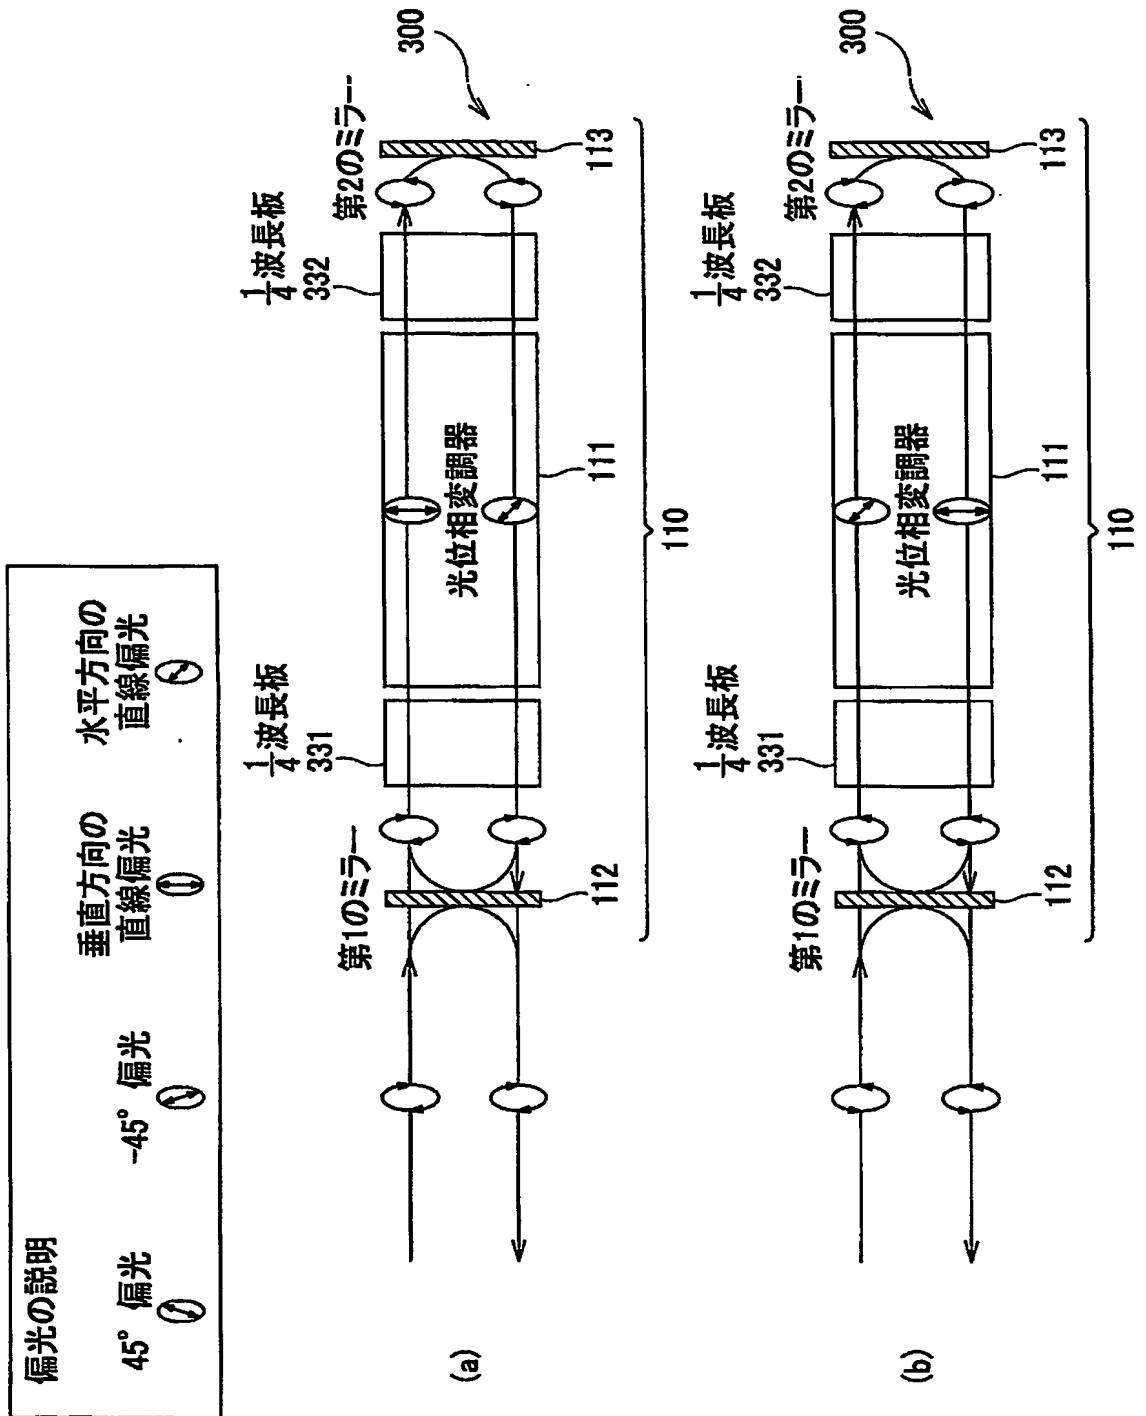 偏光の説明
45° 偏光
-45° 偏光
垂直方向の
直線偏光
水平方向の
直線偏光
(a)
第1のミラー
112
1/4波長板
331
光位相変調器
111
1/4波長板
332
第2のミラー
113
110
300
(b)
第1のミラー
112
1/4波長板
331
光位相変調器
111
1/4波長板
332
第2のミラー
113
110
300